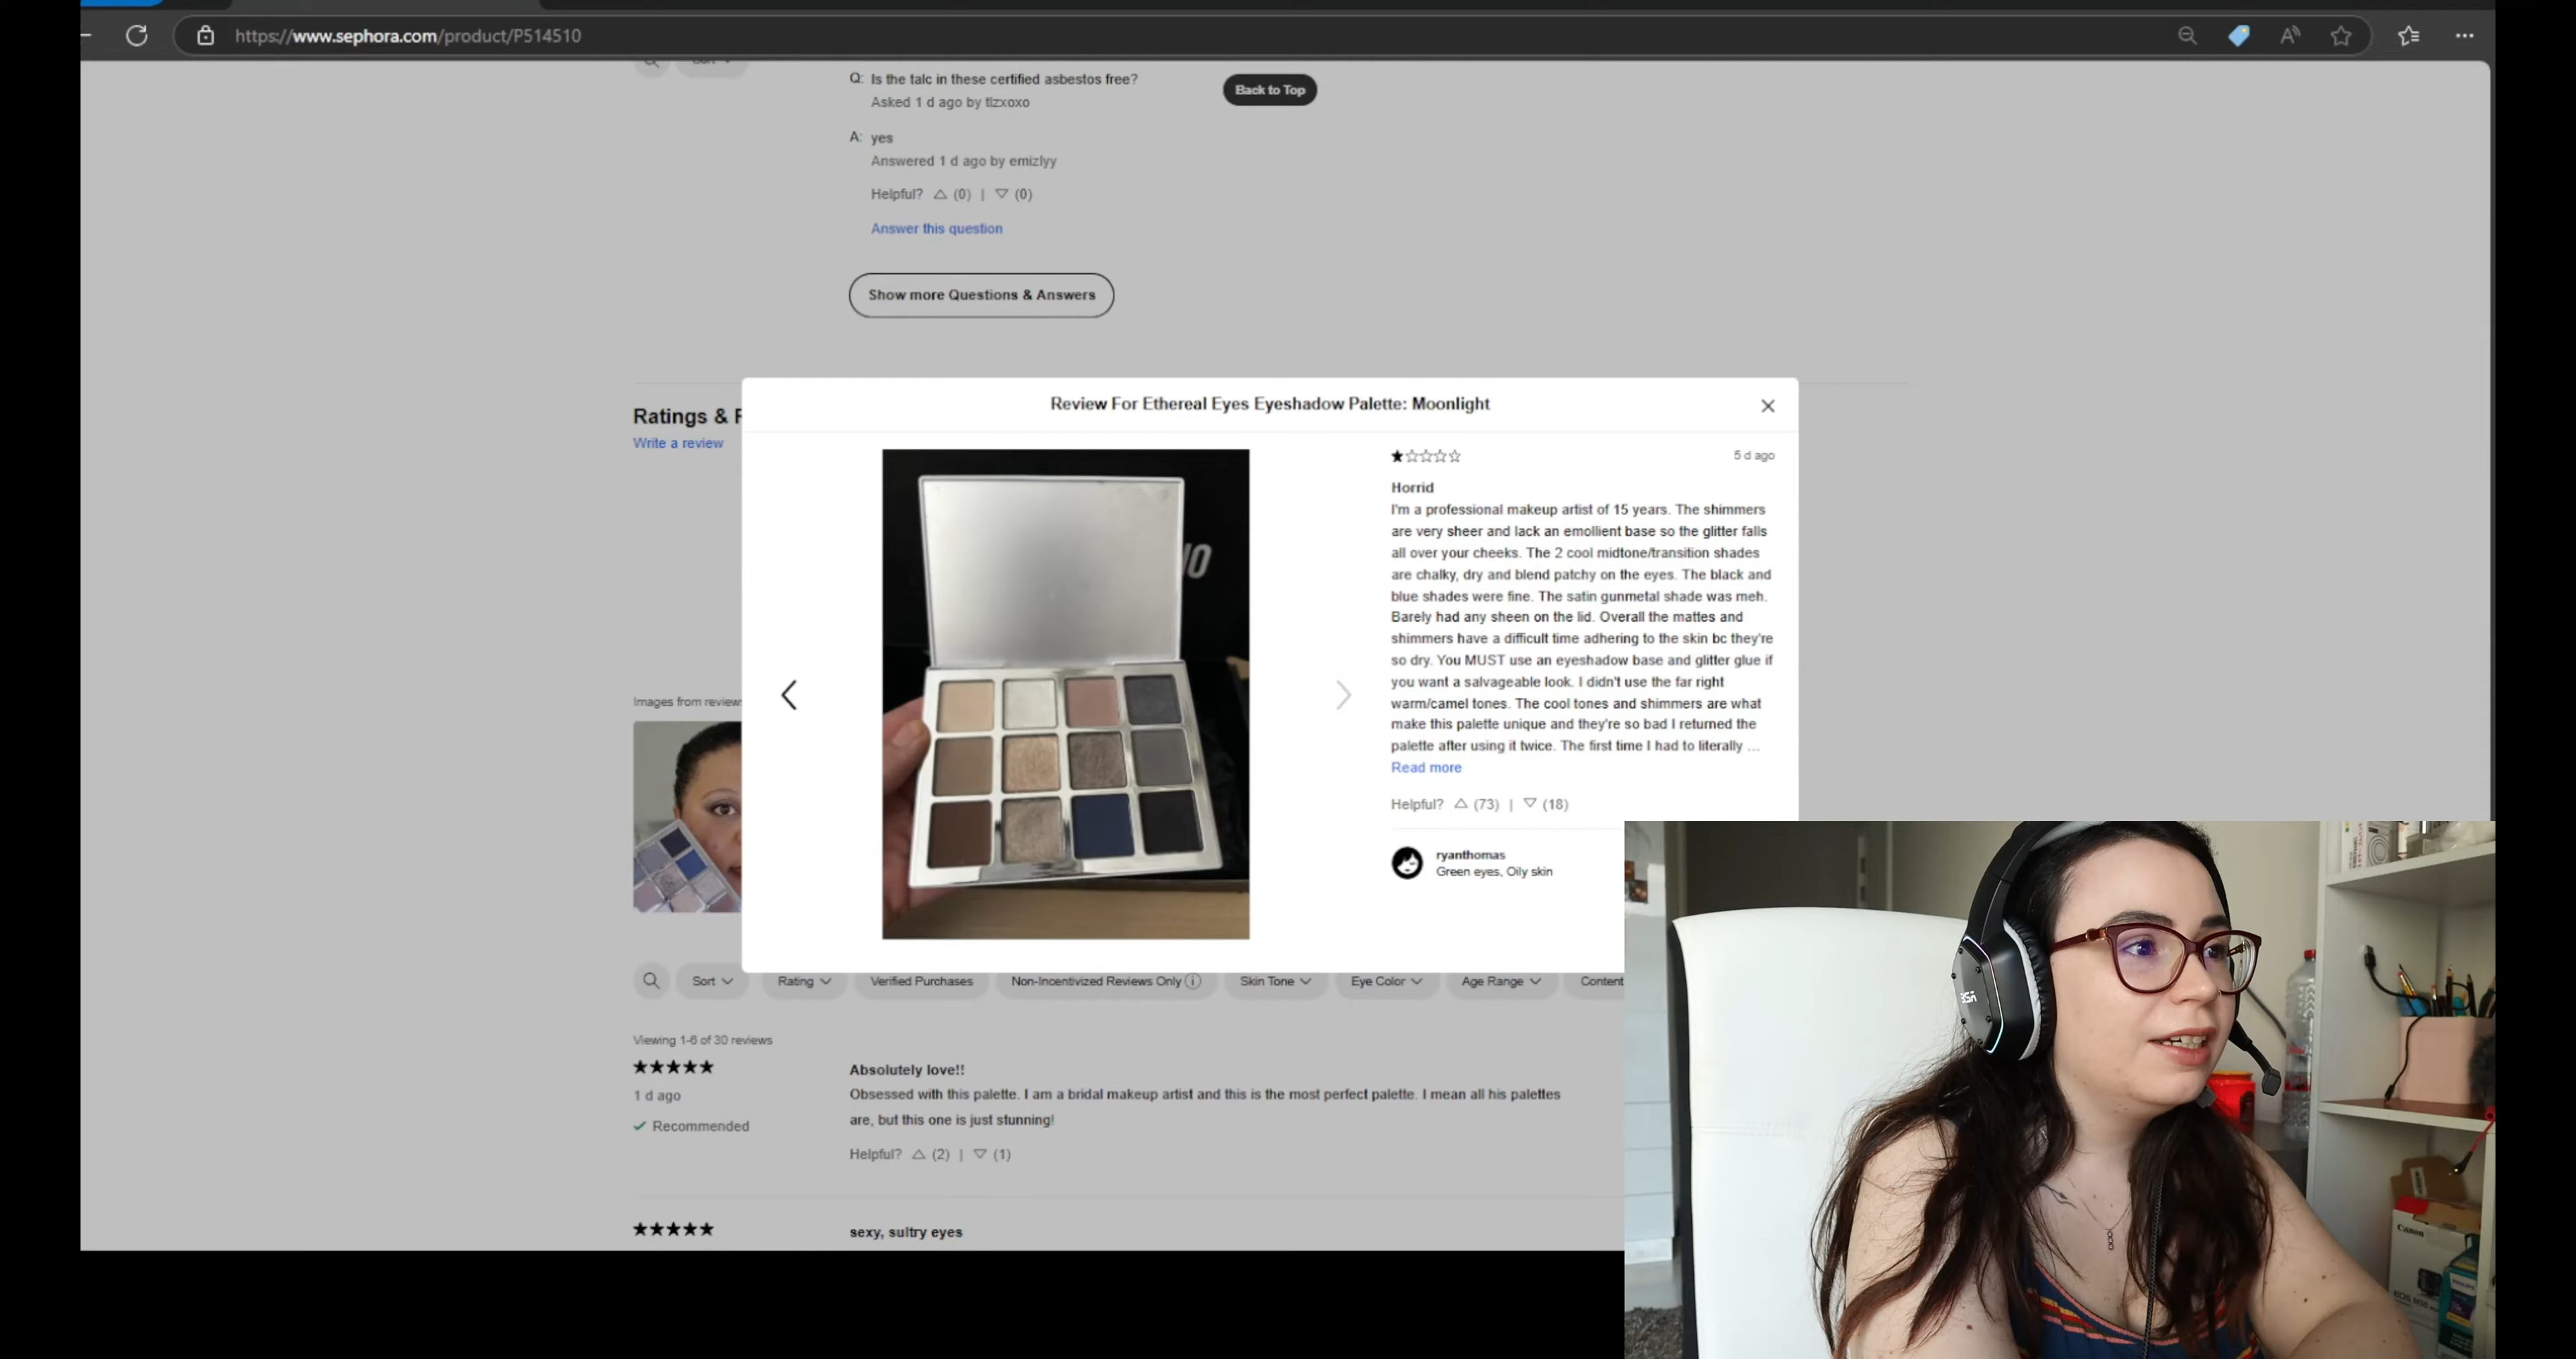 https://www.sephora.com/product/P514510
Q: Is the talc in these certified asbestos free?
Asked 1 d ago by tlzxoxo
Back to Top
A: yes
Answered 1 d ago by emizlyy
Helpful? (0) | (0)
Answer this question
Show more Questions & Answers
Ratings &
Write a review
Review For Ethereal Eyes Eyeshadow Palette: Moonlight
5 d ago
Horrid
I'm a professional makeup artist of 15 years. The shimmers
are very sheer and lack an emollient base so the glitter falls
all over your cheeks. The 2 cool midtone/transition shades
are chalky, dry and blend patchy on the eyes. The black and
blue shades were fine. The satin gunmetal shade was meh.
Barely had any sheen on the lid. Overall the mattes and
shimmers have a difficult time adhering to the skin bc they're
so dry. You MUST use an eyeshadow base and glitter glue if
you want a salvageable look. I didn't use the far right
warm/camel tones. The cool tones and shimmers are what
make this palette unique and they're so bad I returned the
palette after using it twice. The first time I had to literally ...
Read more
Helpful? (73) | (18)
ryanthomas
Green eyes, Oily skin
Images from review
Sort
Rating
Verified Purchases
Non-Incentivized Reviews Only
Skin Tone
Eye Color
Age Range
Content
Viewing 1-6 of 30 reviews
1 d ago
Recommended
Absolutely love!!
Obsessed with this palette. I am a bridal makeup artist and this is the most perfect palette. I mean all his palettes
are, but this one is just stunning!
Helpful? (2) | (1)
sexy, sultry eyes
Canon